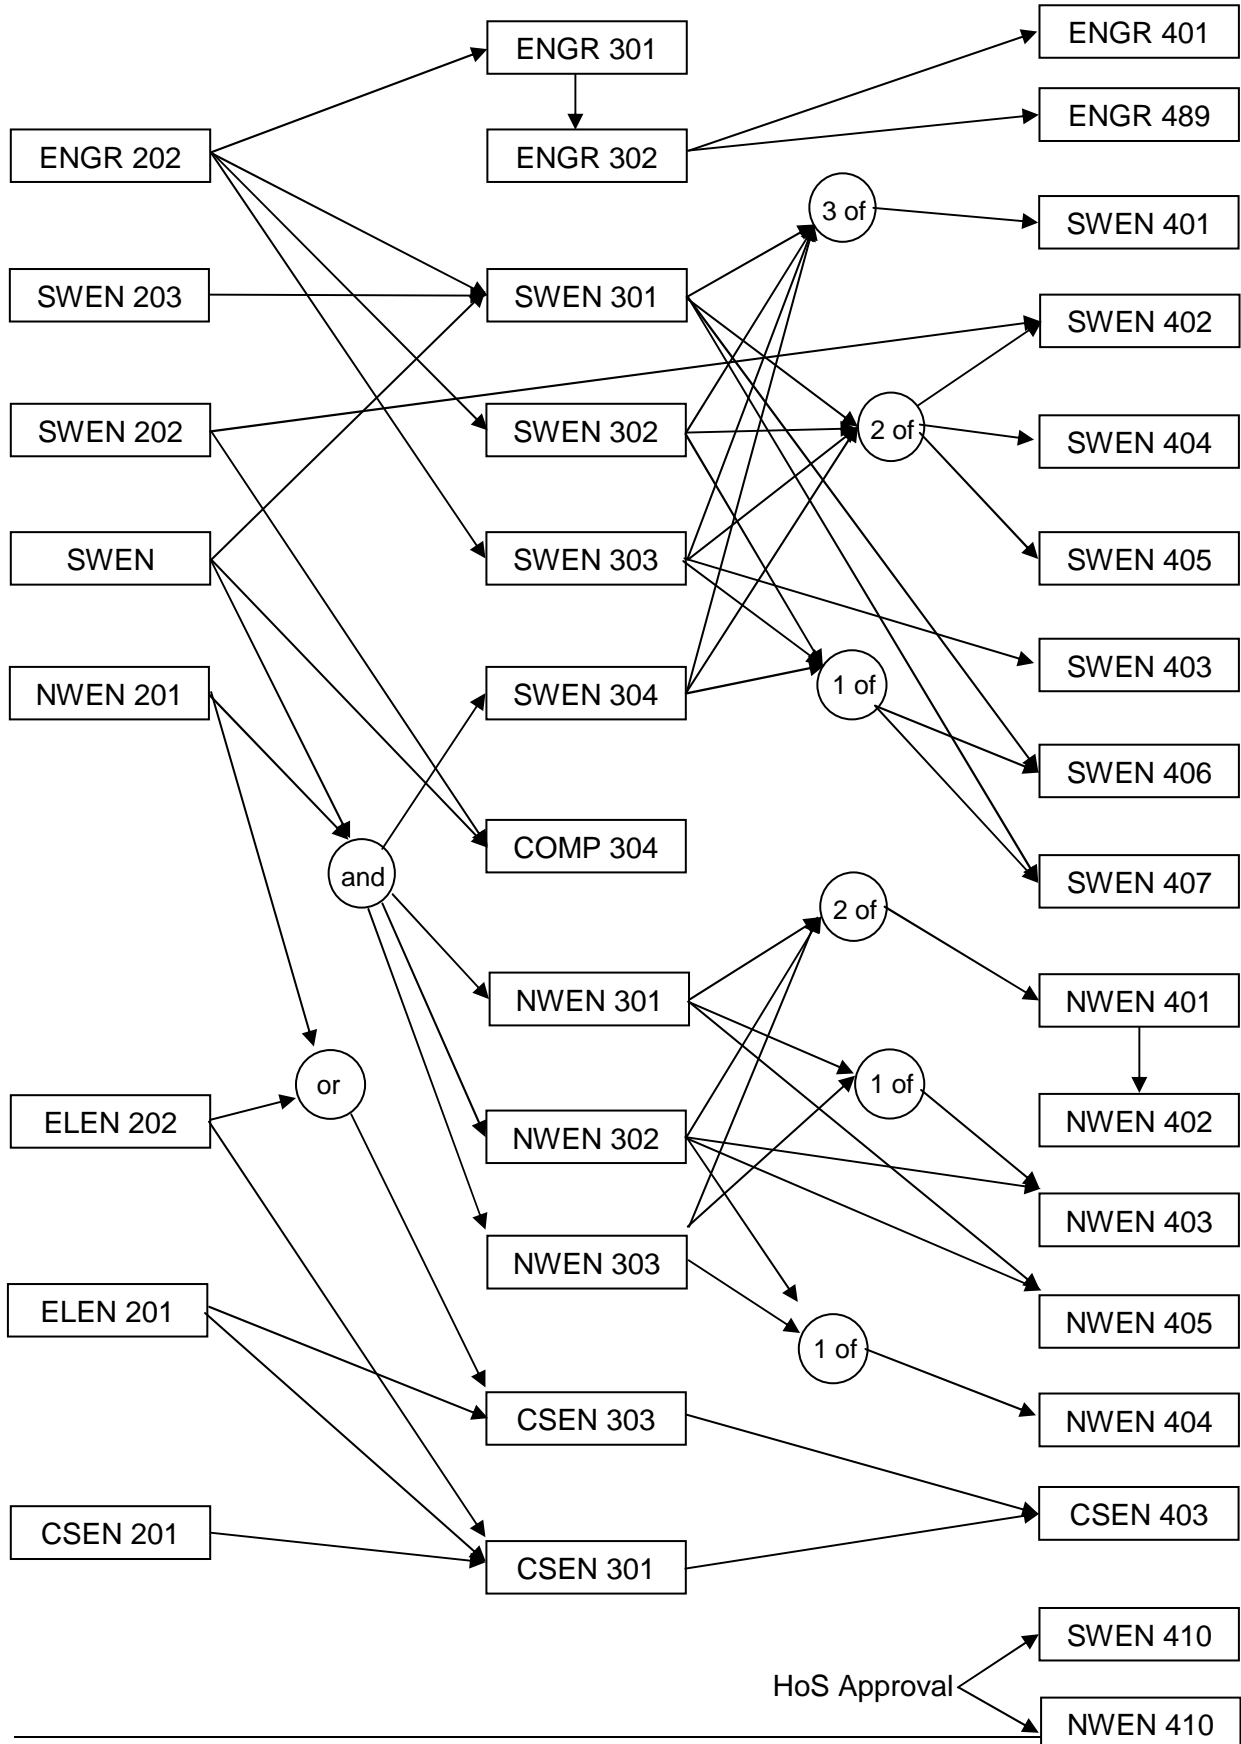 ENGR 301
ENGR 401
ENGR 202
ENGR 302
ENGR 489
3 of
SWEN 401
SWEN 203
SWEN 301
SWEN 402
SWEN 202
SWEN 302
2 of
SWEN 404
SWEN
SWEN 303
SWEN 405
NWEN 201
SWEN 304
1 of
SWEN 403
SWEN 406
and
COMP 304
SWEN 407
2 of
NWEN 301
NWEN 401
or
1 of
ELEN 202
NWEN 302
NWEN 402
NWEN 403
NWEN 303
ELEN 201
NWEN 405
1 of
CSEN 303
NWEN 404
CSEN 201
CSEN 301
CSEN 403
SWEN 410
HoS Approval
NWEN 410